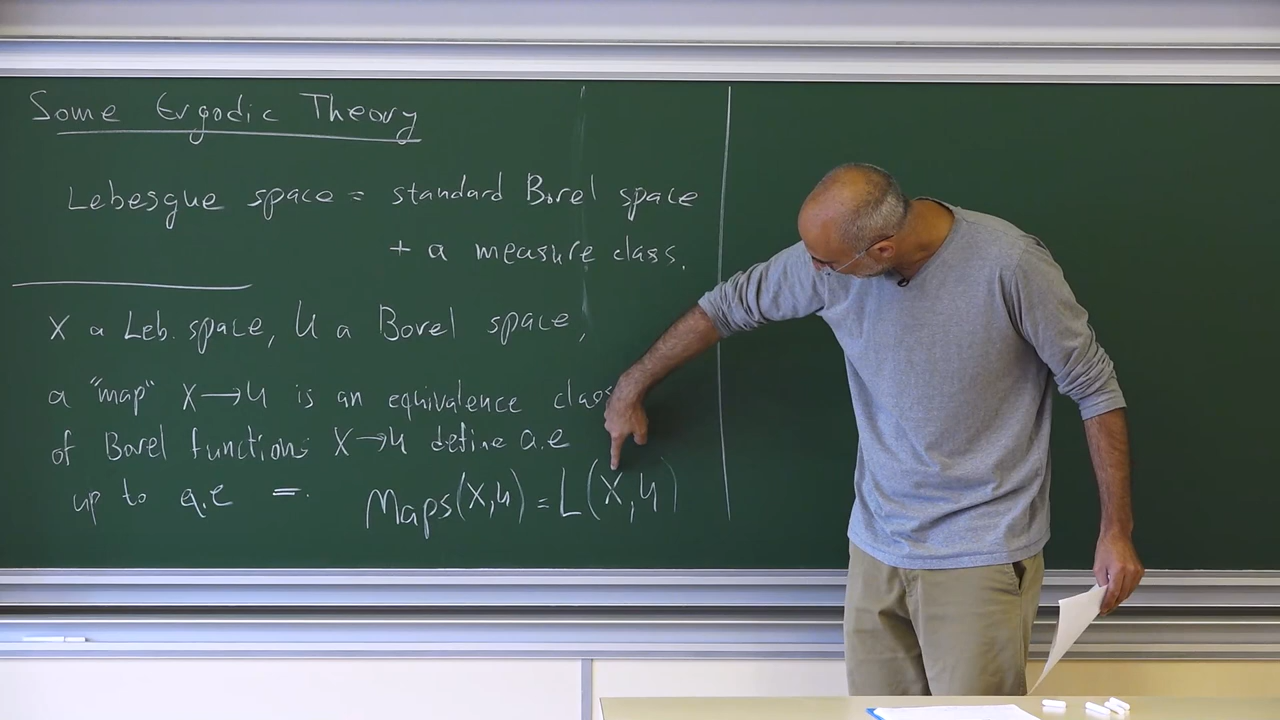 Some Ergodic Theory
Lebesgue space = standard Borel space
+ a measure class.
X a Leb. space, U a Borel space,
a "map" X → U is an equivalence class
of Borel functions X → U define a.e
up to a.e =.
Maps(X,U) = L(X,U)